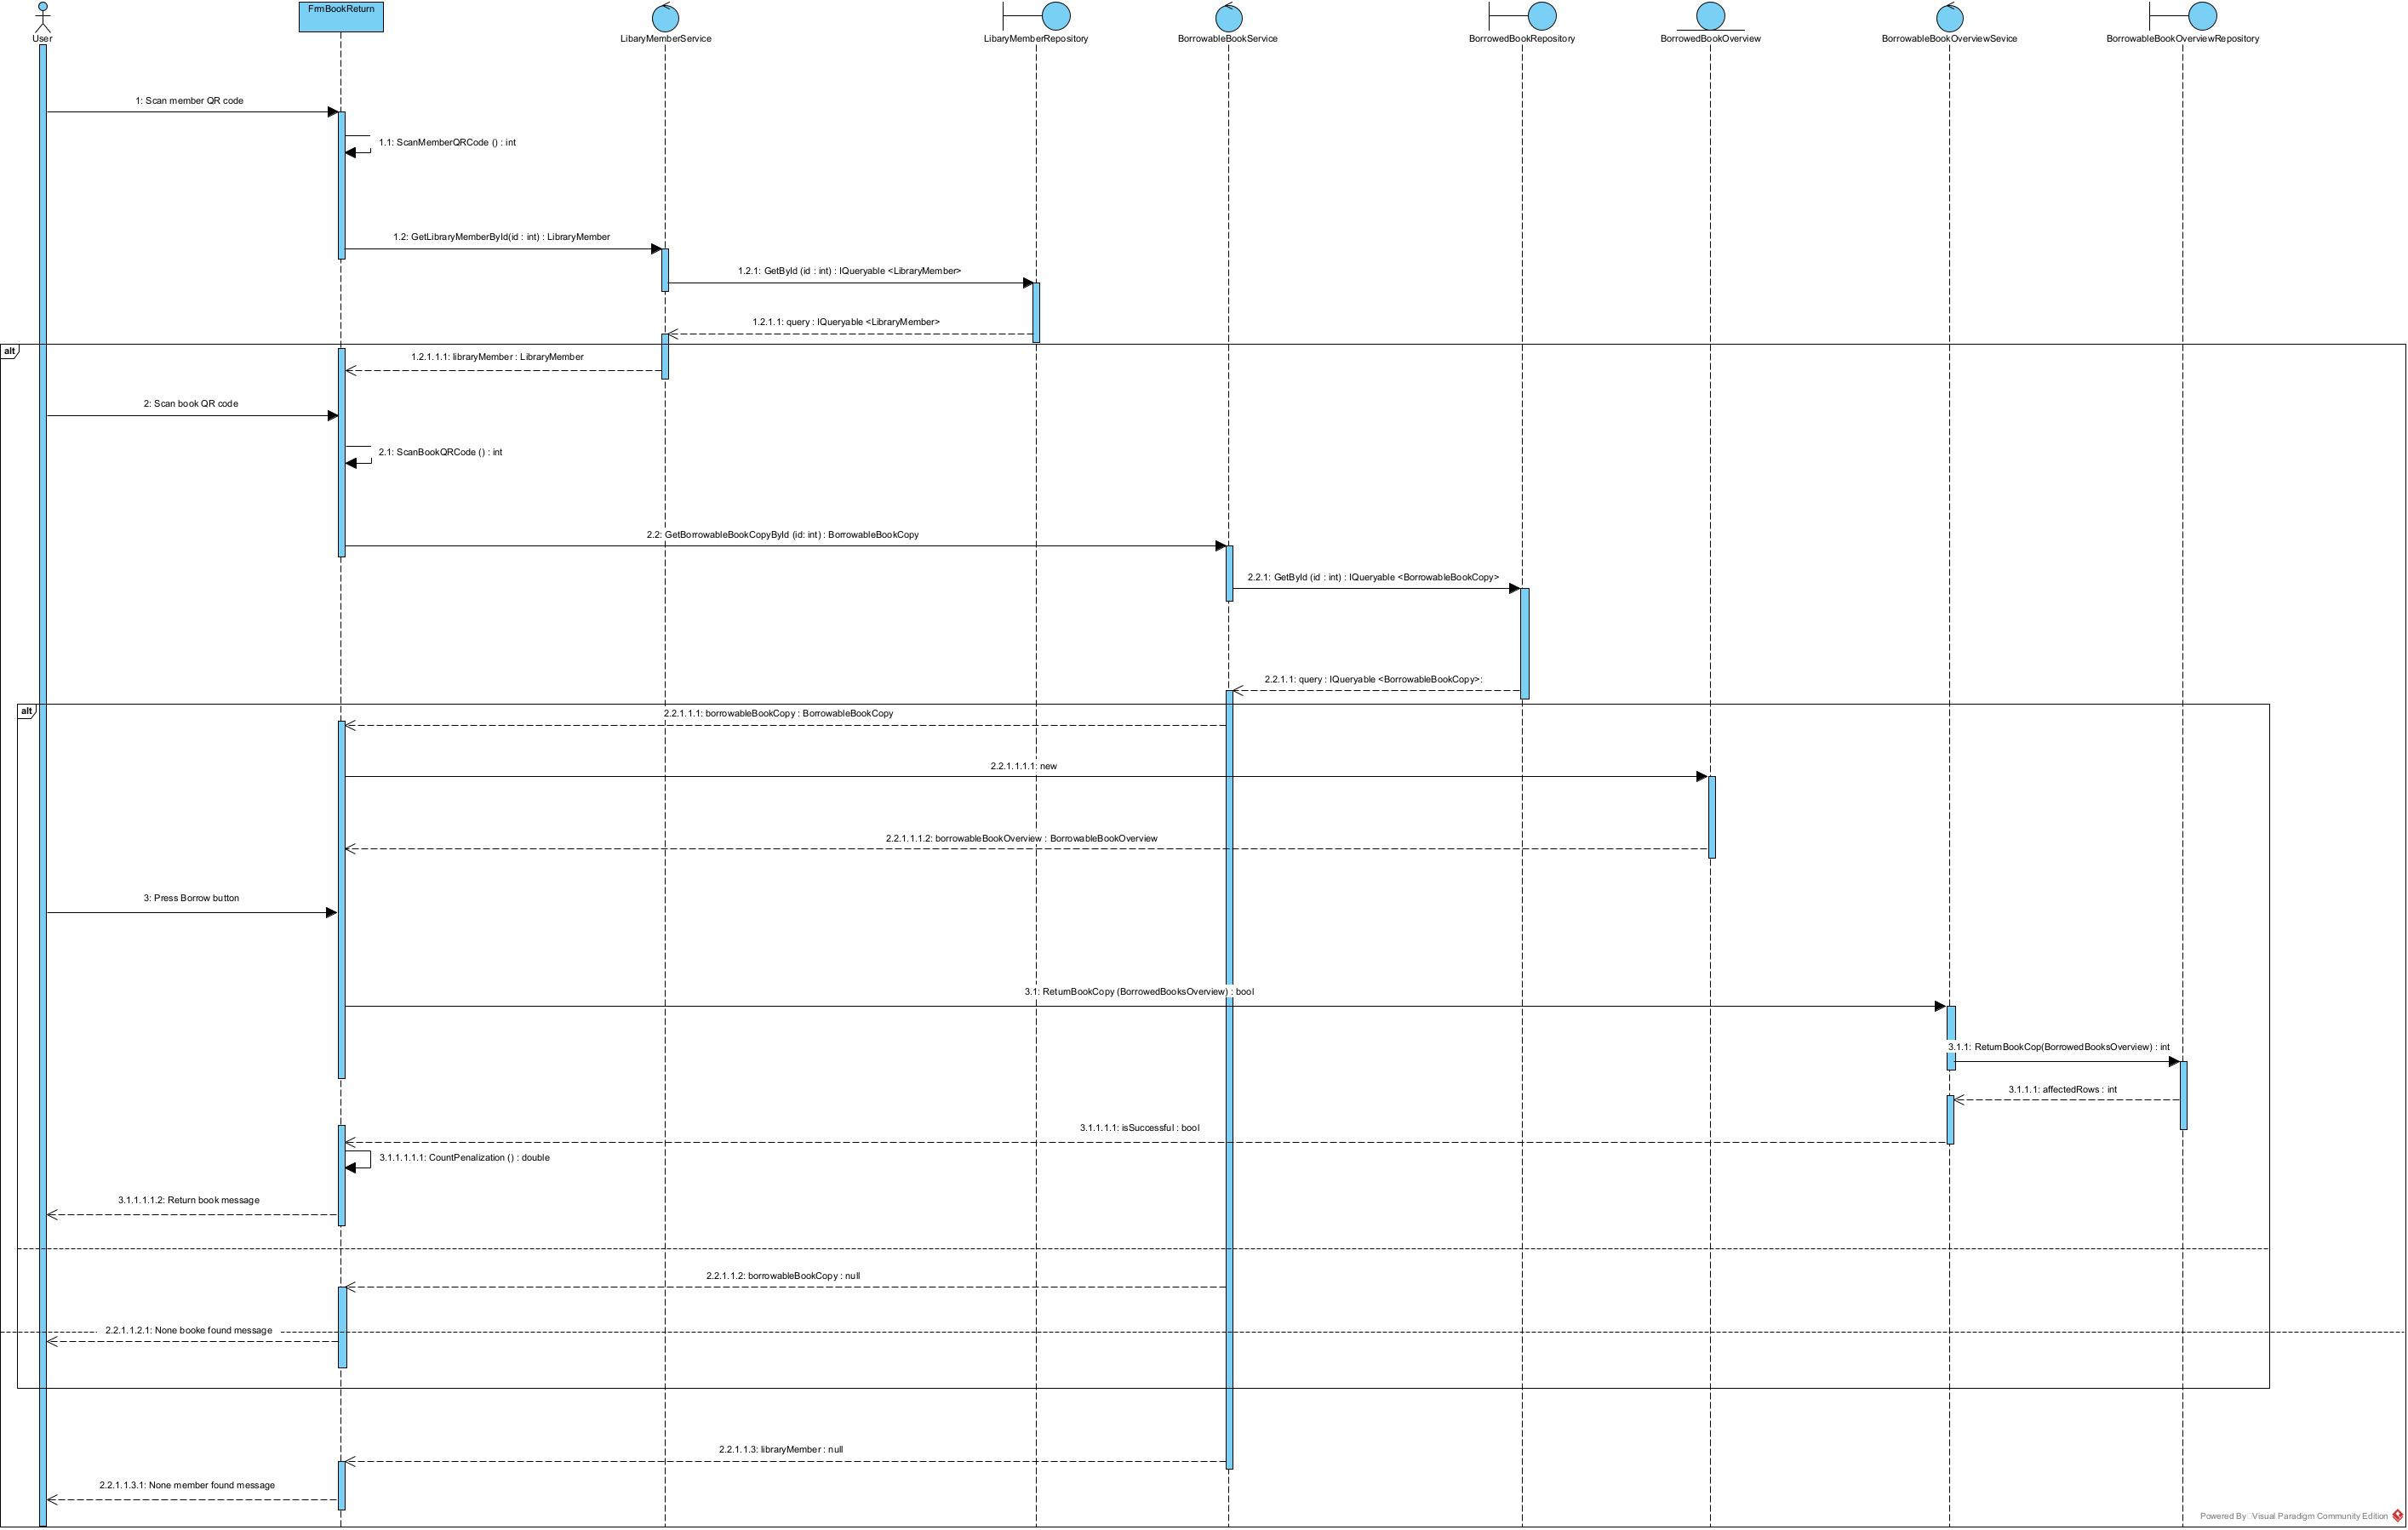 User
FrmBookReturn
LibaryMemberService
LibaryMemberRepository
BorrowableBookService
BorrowedBookRepository
BorrowedBookOverview
BorrowableBookOverviewSevice
BorrowableBookOverviewRepository
1: Scan member QR code
1.1: ScanMemberQRCode () : int
1.2: GetLibraryMemberById(id : int) : LibraryMember
1.2.1: GetById (id : int) : IQueryable <LibraryMember>
1.2.1.1: query : IQueryable <LibraryMember>
alt
1.2.1.1.1: libraryMember : LibraryMember
2: Scan book QR code
2.1: ScanBookQRCode () : int
2.2: GetBorrowableBookCopyById (id: int) : BorrowableBookCopy
2.2.1: GetById (id : int) : IQueryable <BorrowableBookCopy>
2.2.1.1: query : IQueryable <BorrowableBookCopy>:
alt
2.2.1.1.1: borrowableBookCopy : BorrowableBookCopy
2.2.1.1.1.1: new
2.2.1.1.1.2: borrowableBookOverview : BorrowableBookOverview
3: Press Borrow button
3.1: ReturnBookCopy (BorrowedBooksOverview) : bool
3.1.1: ReturnBookCop(BorrowedBooksOverview) : int
3.1.1.1: affectedRows : int
3.1.1.1.1: isSuccessful : bool
3.1.1.1.1.1: CountPenalization () : double
3.1.1.1.1.2: Return book message
2.2.1.1.2: borrowableBookCopy : null
2.2.1.1.2.1: None booke found message
2.2.1.1.3: libraryMember : null
2.2.1.1.3.1: None member found message
Powered By Visual Paradigm Community Edition